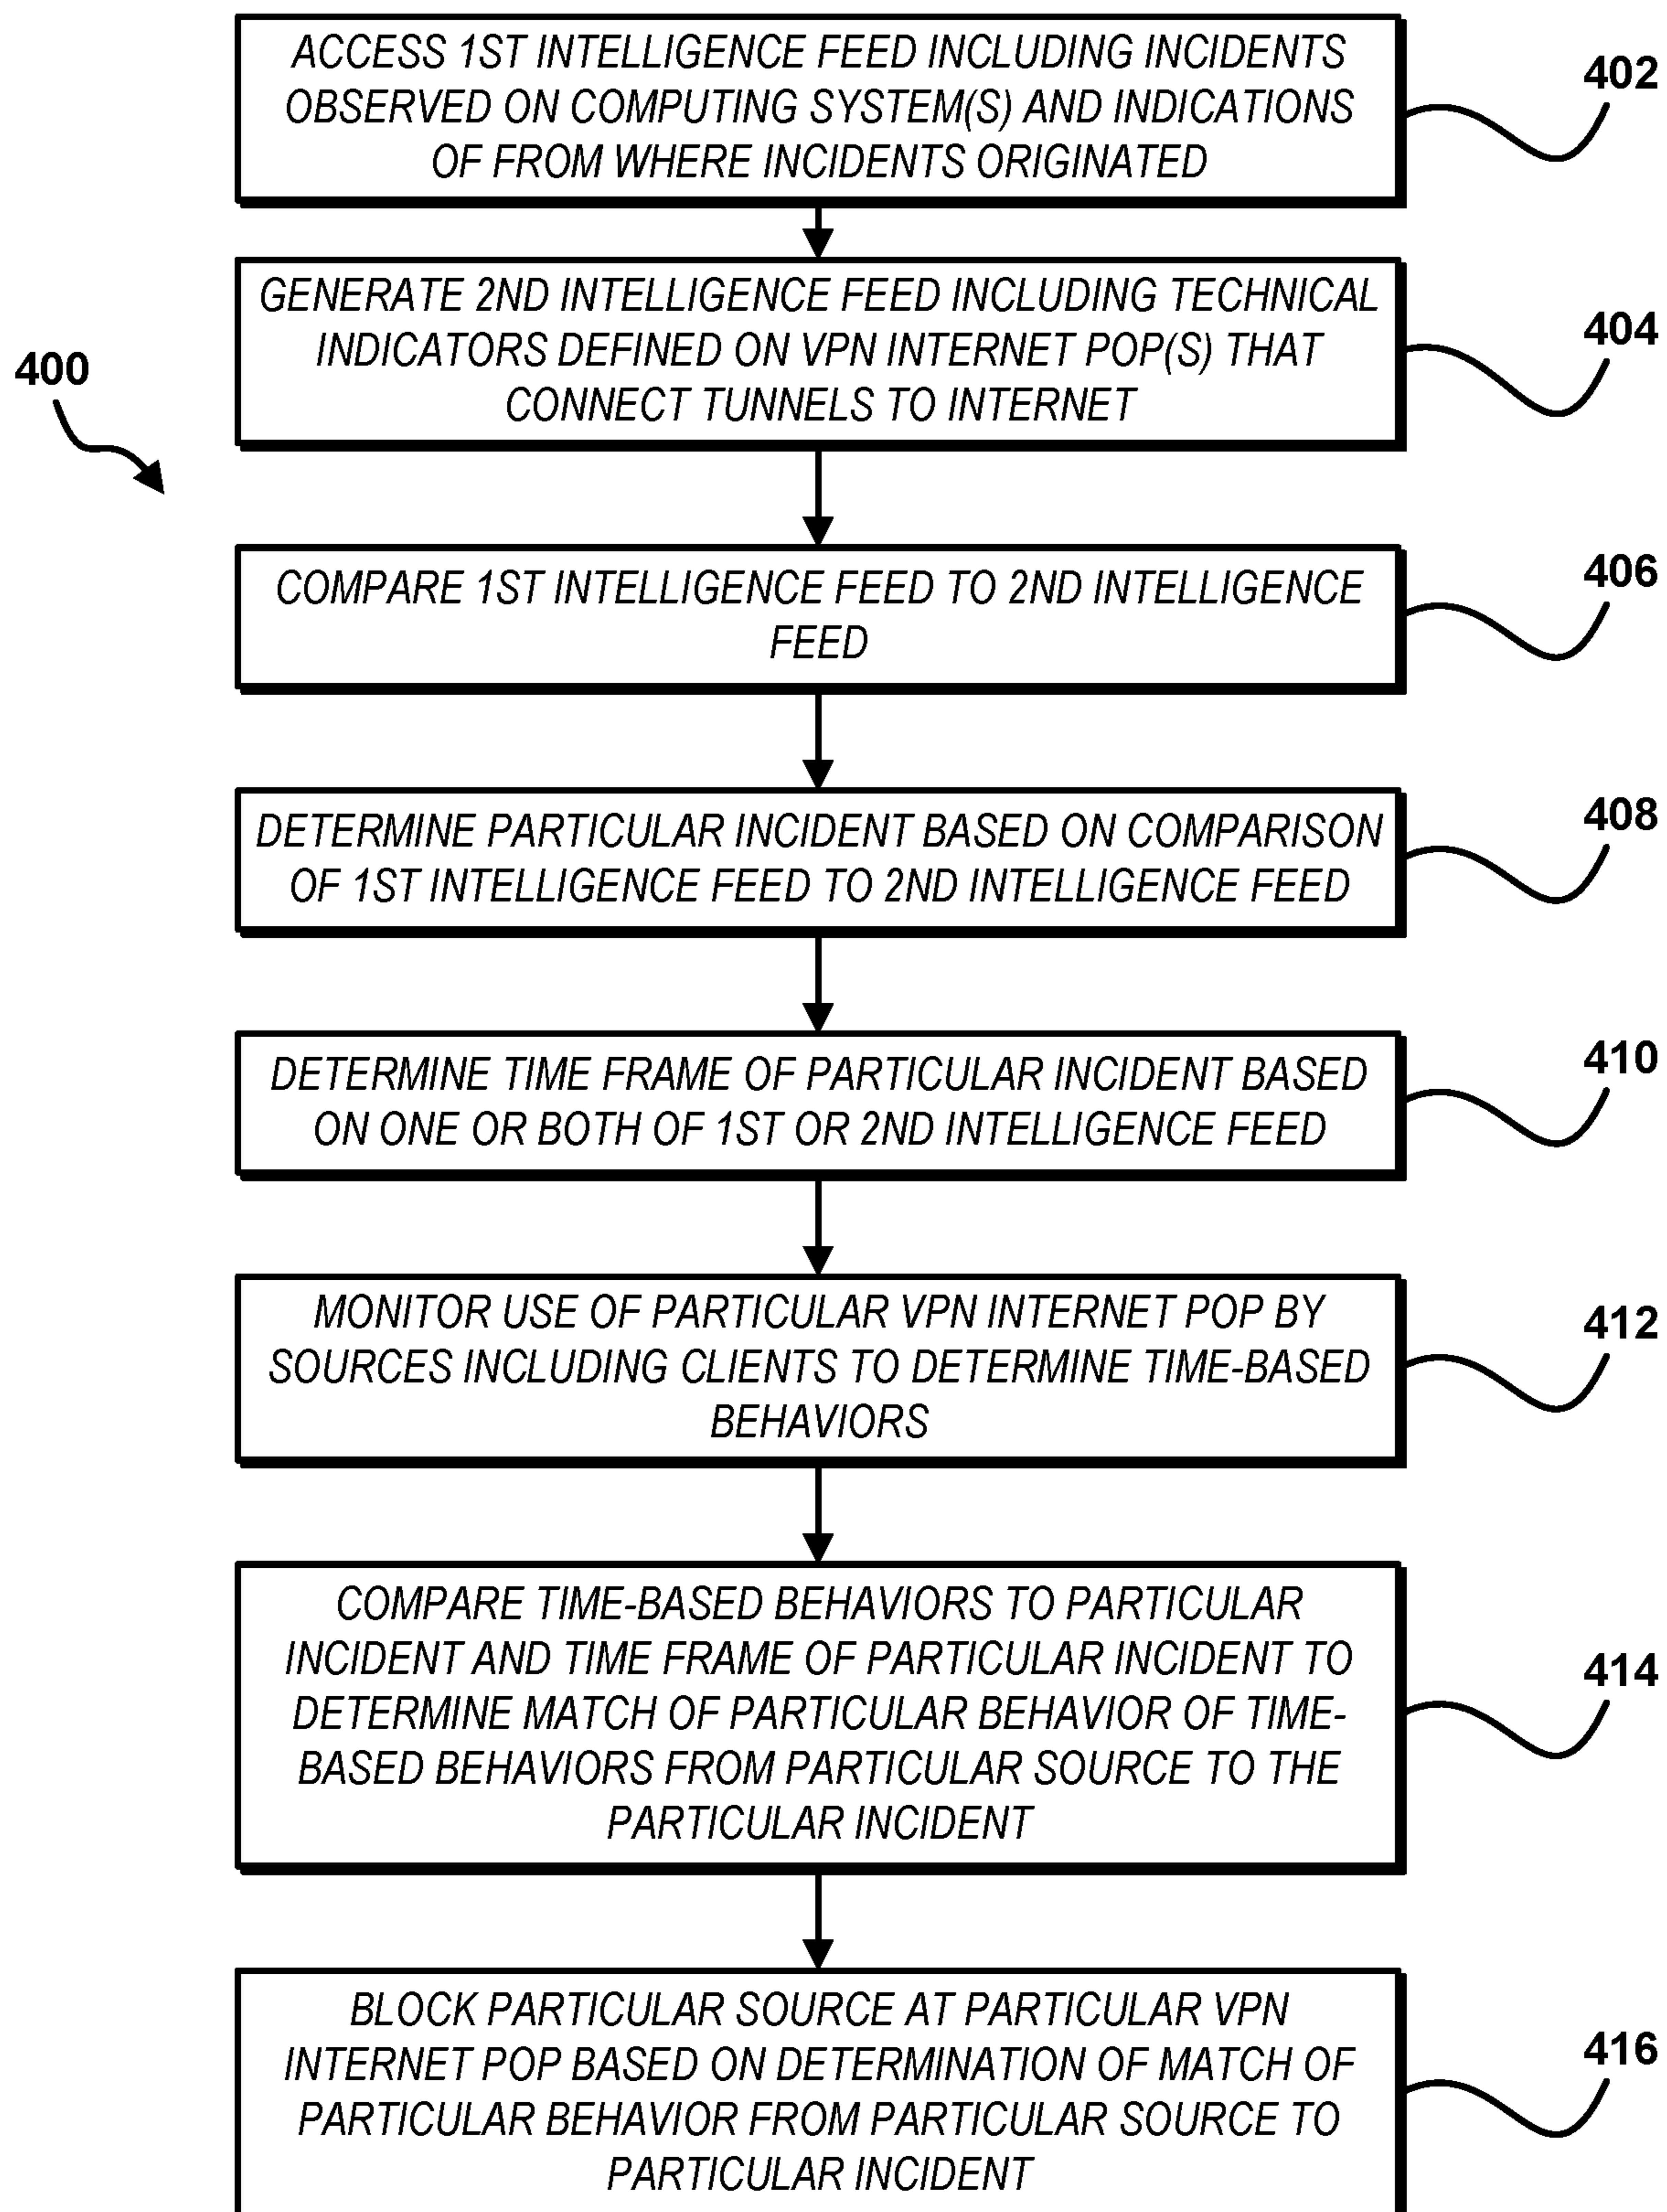 ACCESS 1ST INTELLIGENCE FEED INCLUDING INCIDENTS
OBSERVED ON COMPUTING SYSTEM(S) AND INDICATIONS
OF FROM WHERE INCIDENTS ORIGINATED
402
GENERATE 2ND INTELLIGENCE FEED INCLUDING TECHNICAL
INDICATORS DEFINED ON VPN INTERNET POP(S) THAT
CONNECT TUNNELS TO INTERNET
404
400
COMPARE 1ST INTELLIGENCE FEED TO 2ND INTELLIGENCE
FEED
406
DETERMINE PARTICULAR INCIDENT BASED ON COMPARISON
OF 1ST INTELLIGENCE FEED TO 2ND INTELLIGENCE FEED
408
DETERMINE TIME FRAME OF PARTICULAR INCIDENT BASED
ON ONE OR BOTH OF 1ST OR 2ND INTELLIGENCE FEED
410
MONITOR USE OF PARTICULAR VPN INTERNET POP BY
SOURCES INCLUDING CLIENTS TO DETERMINE TIME-BASED
BEHAVIORS
412
COMPARE TIME-BASED BEHAVIORS TO PARTICULAR
INCIDENT AND TIME FRAME OF PARTICULAR INCIDENT TO
DETERMINE MATCH OF PARTICULAR BEHAVIOR OF TIME-
BASED BEHAVIORS FROM PARTICULAR SOURCE TO THE
PARTICULAR INCIDENT
414
BLOCK PARTICULAR SOURCE AT PARTICULAR VPN
INTERNET POP BASED ON DETERMINATION OF MATCH OF
PARTICULAR BEHAVIOR FROM PARTICULAR SOURCE TO
PARTICULAR INCIDENT
416